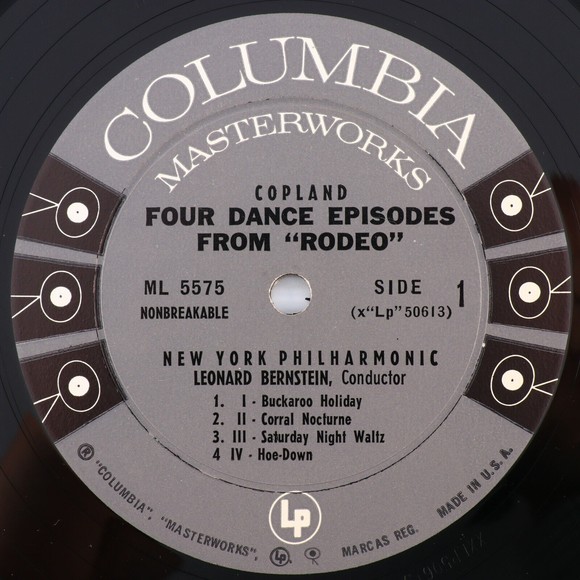 COLUMBIA
MASTERWORKS
COPLAND
FOUR DANCE EPISODES
FROM "RODEO"
ML 5575
NONBREAKABLE
SIDE 1
(x"Lp"50613)
NEW YORK PHILHARMONIC
LEONARD BERNSTEIN, Conductor
1. I - Buckaroo Holiday
2. II - Corral Nocturne
3. III - Saturday Night Waltz
4 IV - Hoe-Down
LP
® "COLUMBIA", "MASTERWORKS", LP, MARCAS REG. MADE IN U.S.A.